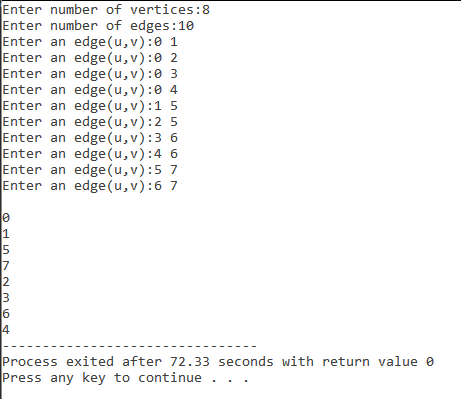 Enter number of vertices:8
Enter number of edges:10
Enter an edge(u,v):0 1
Enter an edge(u,v):0 2
Enter an edge(u,v):0 3
Enter an edge(u,v):0 4
Enter an edge(u,v):1 5
Enter an edge(u,v):2 5
Enter an edge(u,v):3 6
Enter an edge(u,v):4 6
Enter an edge(u,v):5 7
Enter an edge(u,v):6 7
0
1
5
7
2
3
6
4
--------------------------------
Process exited after 72.33 seconds with return value 0
Press any key to continue . . .